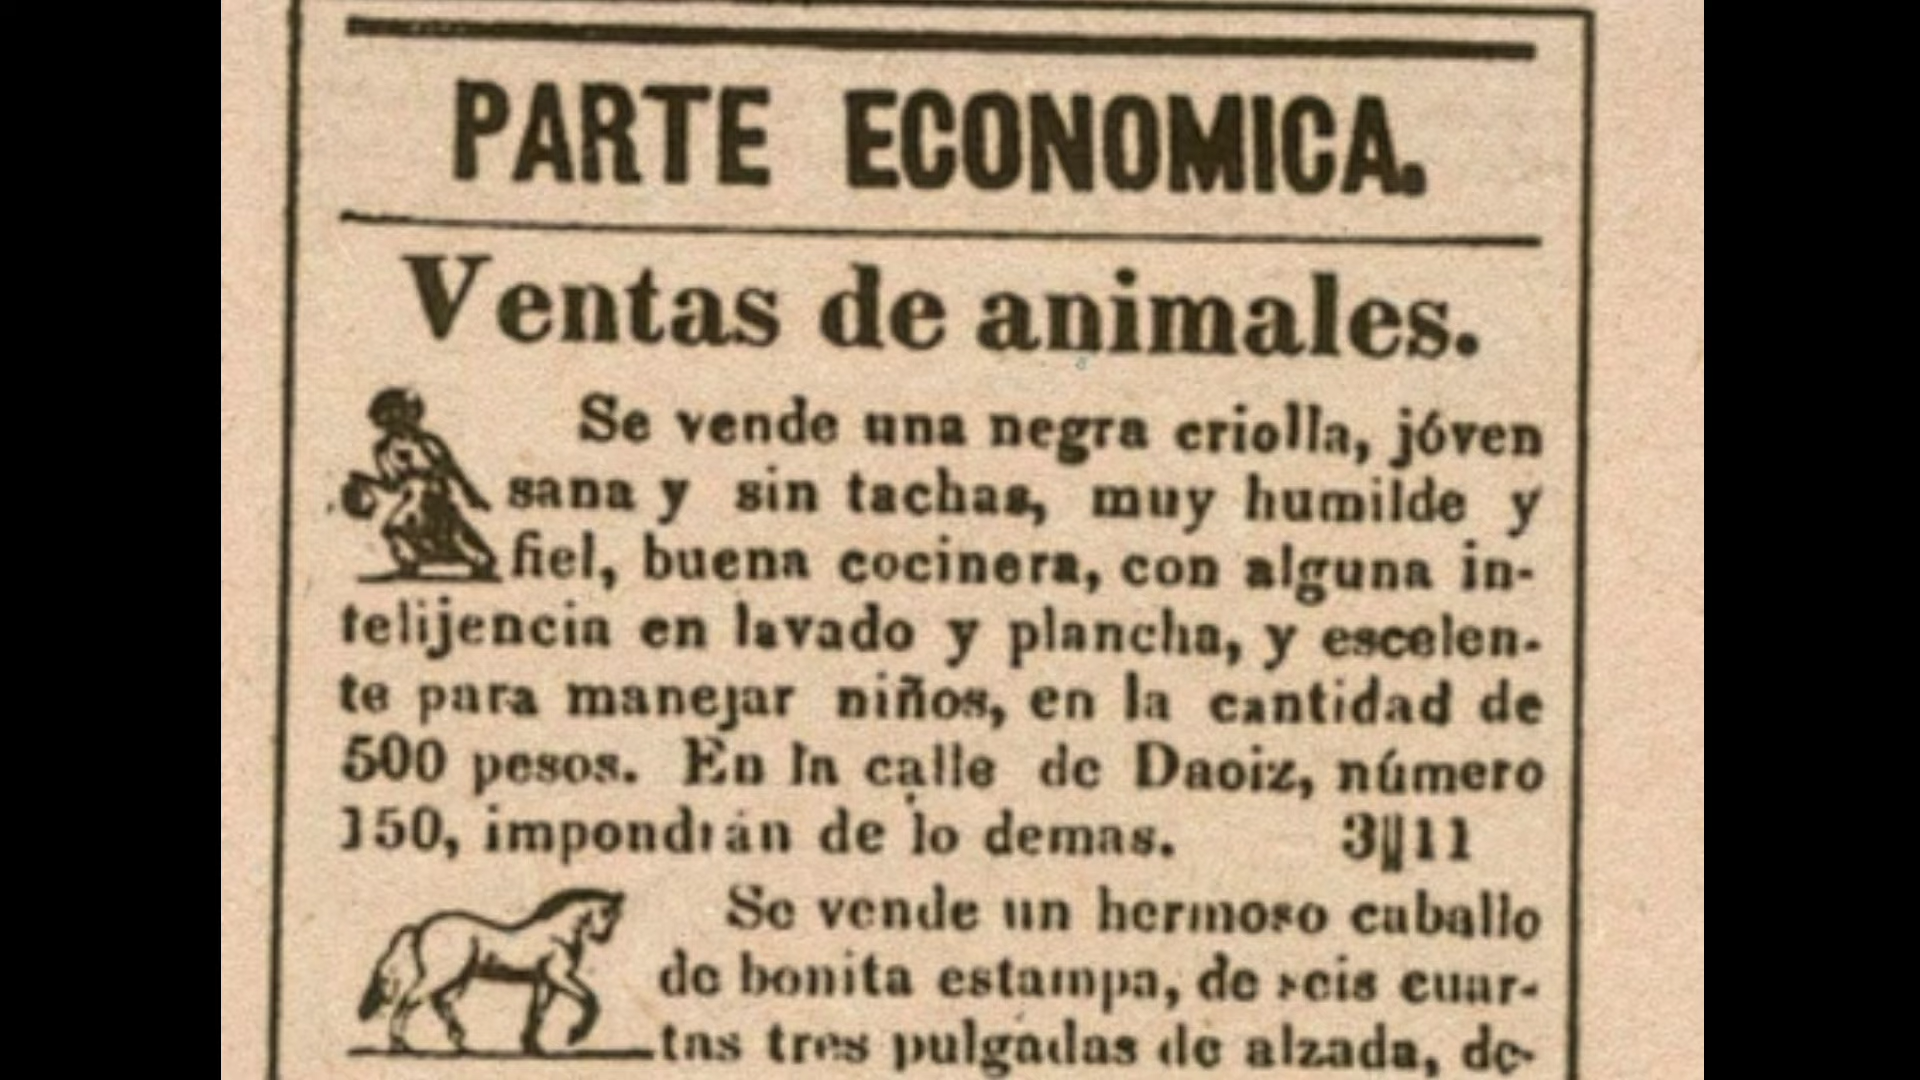 PARTE ECONOMICA.
Ventas de animales.
Se vende una negra criolla, jóven
sana y sin tachas, muy humilde y
fiel, buena cocinera, con alguna in-
telijencia en lavado y plancha, y escelen-
te para manejar niños, en la cantidad de
500 pesos. En la calle de Daoiz, número
150, impondrán de lo demas. 3||11
Se vende un hermoso caballo
de bonita estampa, de seis cuar-
tas tres pulgadas de alzada, de-